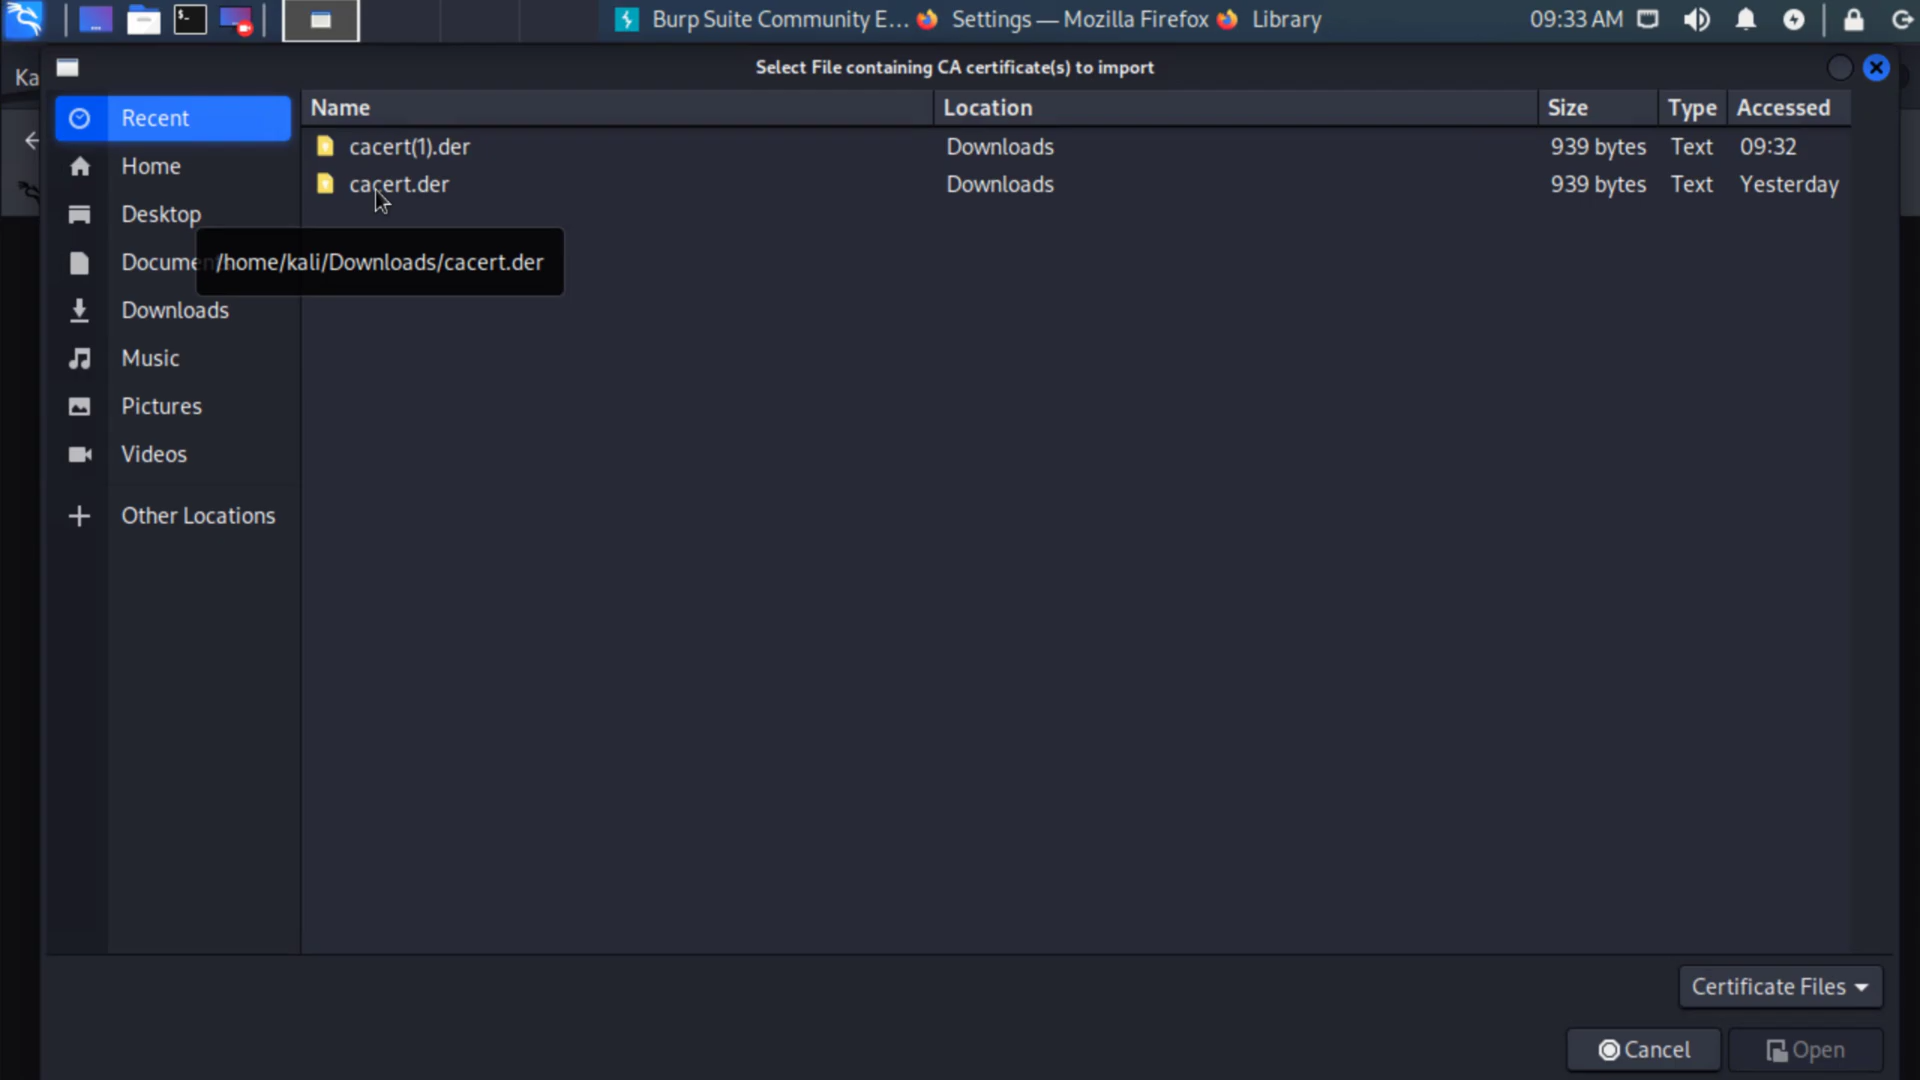 Burp Suite Community E...
Settings — Mozilla Firefox
Library
09:33 AM
Ka
Select File containing CA certificate(s) to import
Recent
Home
Desktop
Docume
Downloads
Music
Pictures
Videos
Other Locations
Name Location Size Type Accessed
cacert(1).der Downloads 939 bytes Text 09:32
cacert.der Downloads 939 bytes Text Yesterday
/home/kali/Downloads/cacert.der
Certificate Files
Cancel
Open